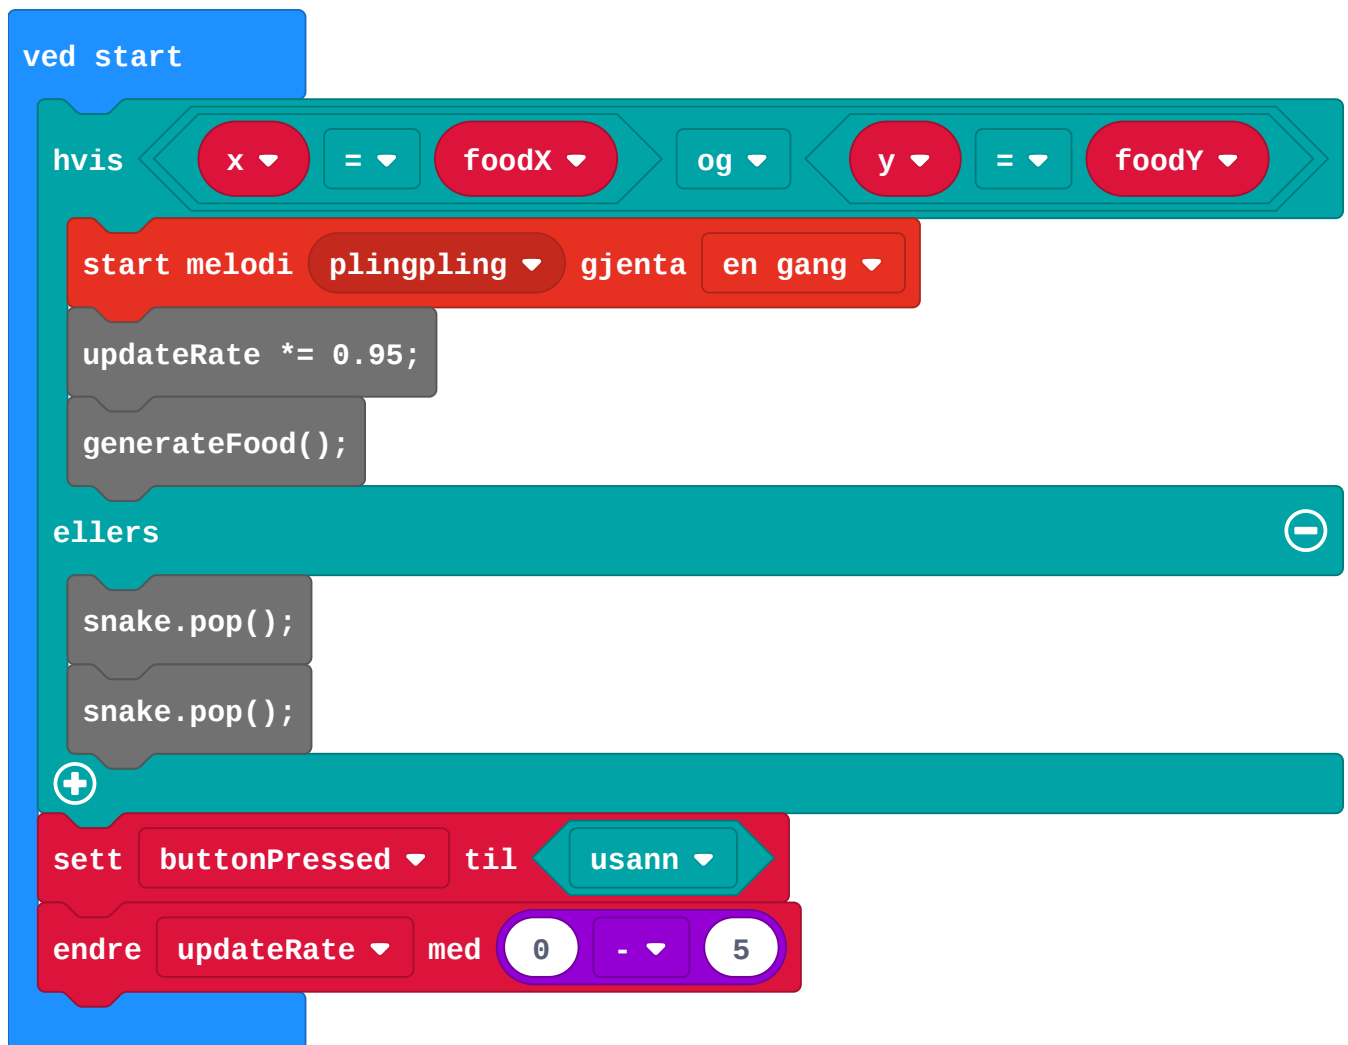 ved start
hvis x = foodX og y = foodY
start melodi plingpling gjenta en gang
updateRate *= 0.95;
generateFood();
ellers
snake.pop();
snake.pop();
sett buttonPressed til usann
endre updateRate med 0 - 5